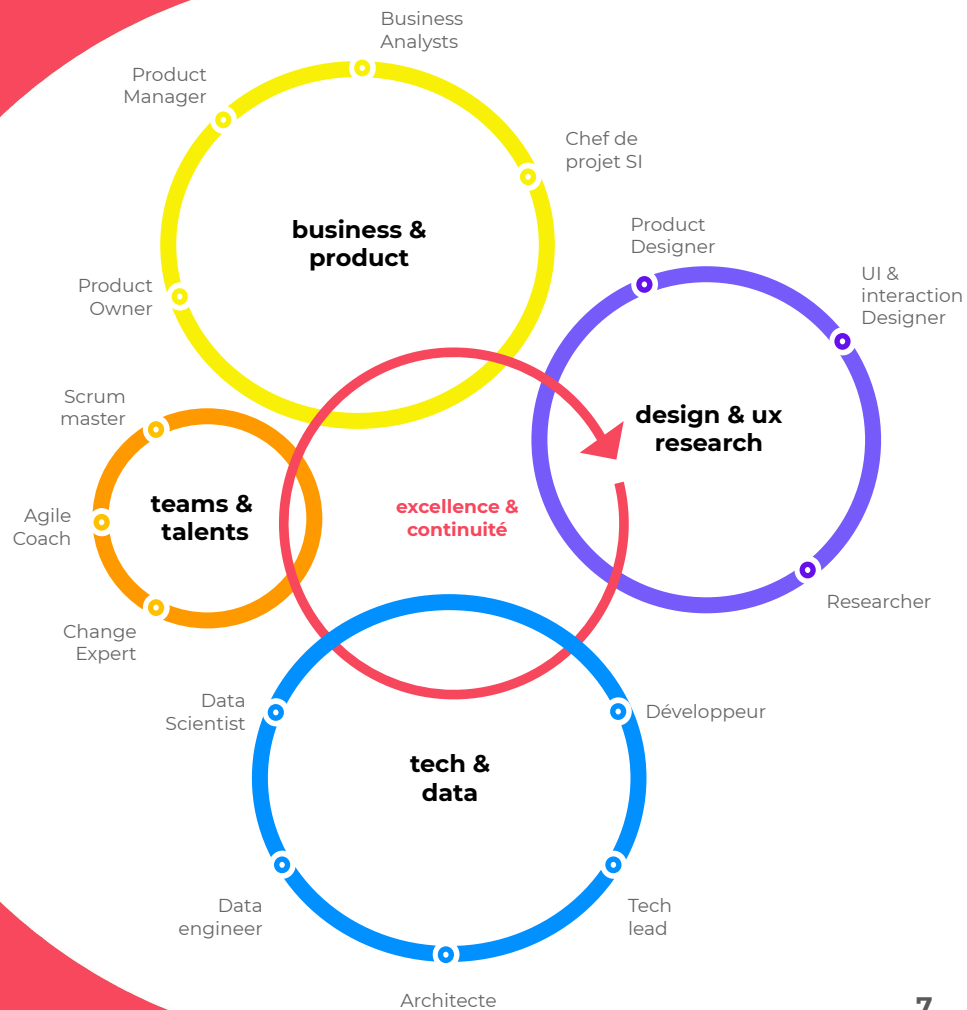 Business
Analysts
Product
Manager
Chef de
projet SI
business &
product
Product
Owner
Product
Designer
UI &
interaction
Designer
design & ux
research
Researcher
Scrum
master
teams &
talents
Agile
Coach
Change
Expert
excellence &
continuité
Data
Scientist
Développeur
tech &
data
Data
engineer
Tech
lead
Architecte
7